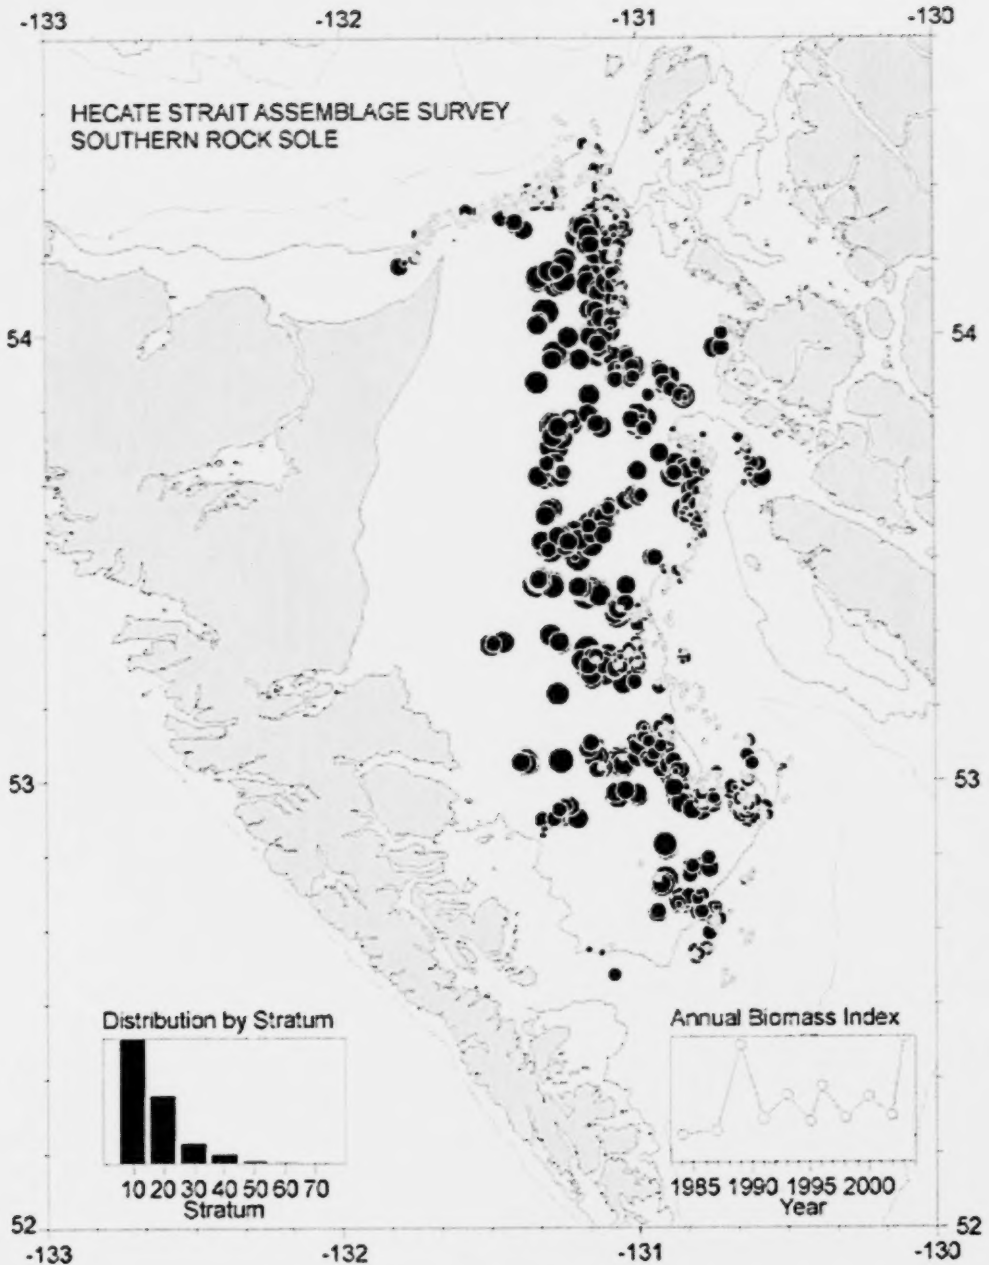 -133 -132 -131 -130
HECATE STRAIT ASSEMBLAGE SURVEY
SOUTHERN ROCK SOLE
54 54
53 53
Distribution by Stratum
10 20 30 40 50 60 70
Stratum
Annual Biomass Index
1985 1990 1995 2000
Year
52 52
-133 -132 -131 -130